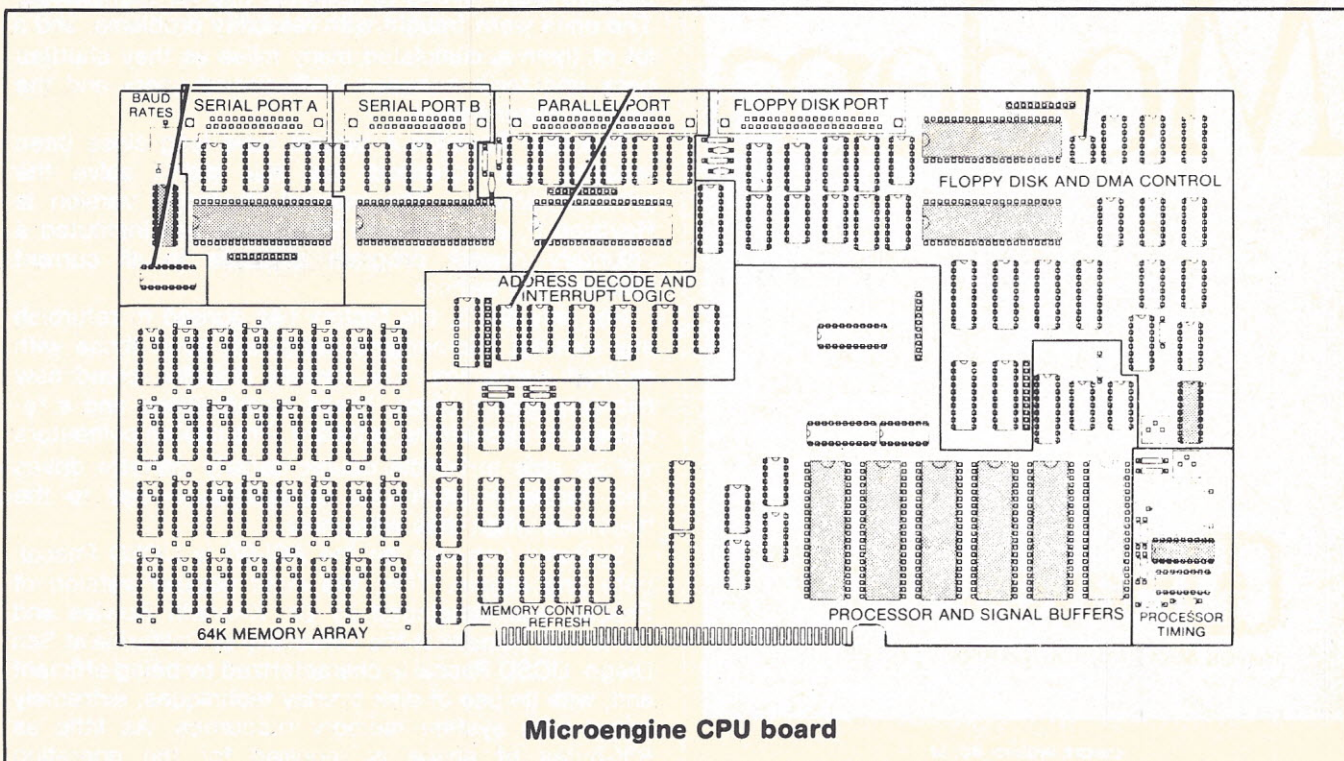 BAUD
RATES
SERIAL PORT A
SERIAL PORT B
PARALLEL PORT
FLOPPY DISK PORT
FLOPPY DISK AND DMA CONTROL
ADDRESS DECODE AND
INTERRUPT LOGIC
64K MEMORY ARRAY
MEMORY CONTROL &
REFRESH
PROCESSOR AND SIGNAL BUFFERS
PROCESSOR
TIMING
Microengine CPU board